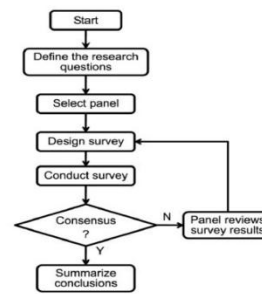 Start
Define the research
questions
Select panel
Design survey
Conduct survey
Consensus
?
N
Panel reviews
survey results
Y
Summarize
conclusions